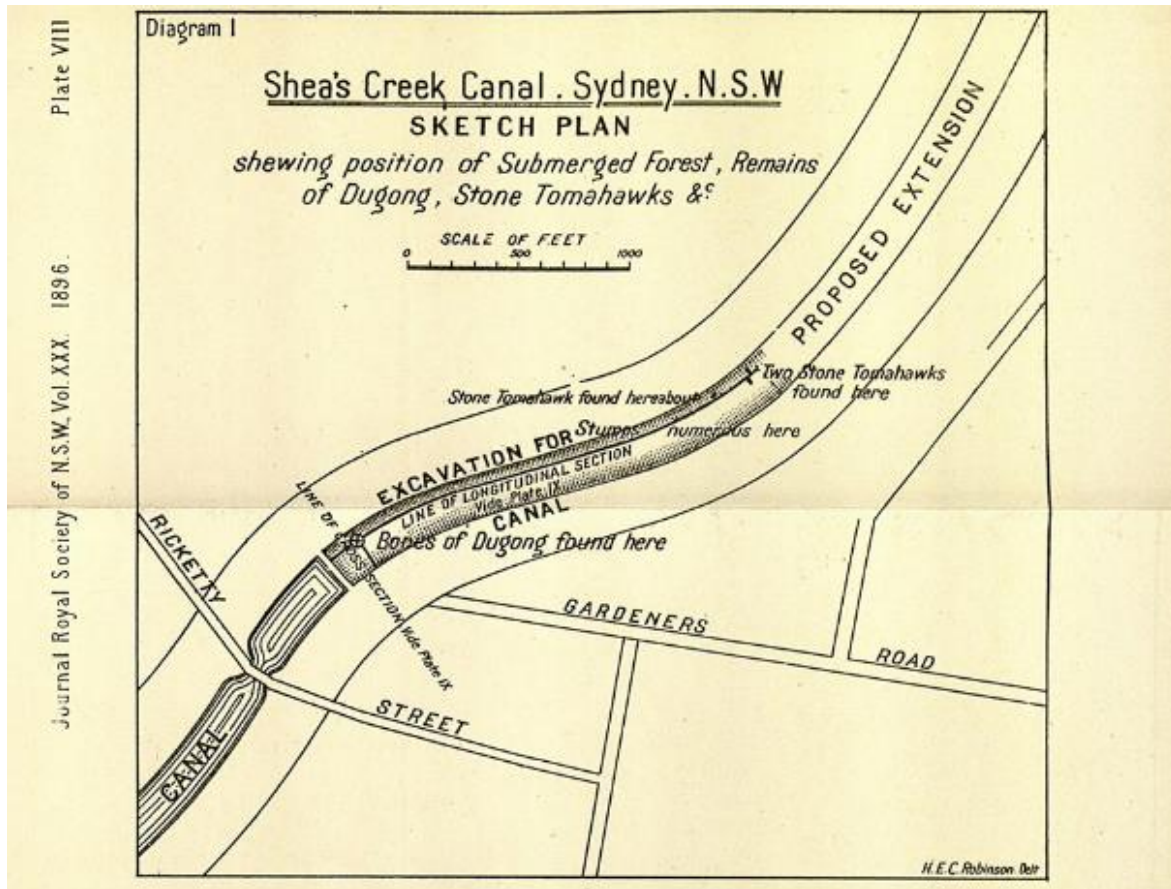 Plate VIII
Journal Royal Society of N.S.W., Vol. XXX. 1896.
Diagram 1
Shea's Creek Canal. Sydney. N.S.W
SKETCH PLAN
shewing position of Submerged Forest, Remains
of Dugong, Stone Tomahawks &c
SCALE OF FEET
0 500 1000
PROPOSED EXTENSION
Two Stone Tomahawks
found here
Stone Tomahawk found hereabout
Stumps numerous here
EXCAVATION FOR
CANAL
LINE OF LONGITUDINAL SECTION
Vide Plate IX
LINE OF CROSS SECTION Vide Plate IX
Bones of Dugong found here
RICKETTY
STREET
GARDENERS
ROAD
CANAL
H.E.C. Robinson Delt